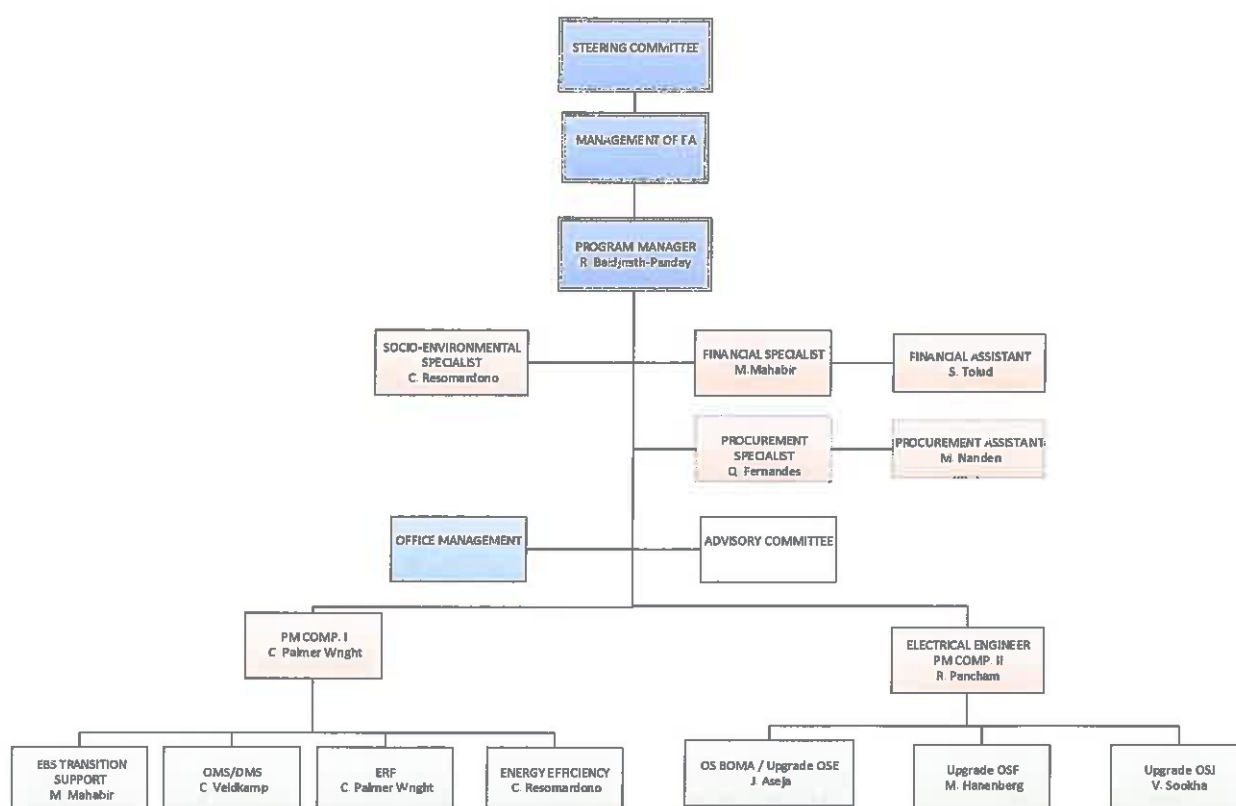 STEERING COMMITTEE
MANAGEMENT OF EA
PROGRAM MANAGER
R. Baidjnath-Panday
SOCIO-ENVIRONMENTAL
SPECIALIST
C. Resomardono
FINANCIAL SPECIALIST
M.Mahabir
FINANCIAL ASSISTANT
S. Tolud
PROCUREMENT
SPECIALIST
Q. Fernandes
PROCUREMENT ASSISTANT
M. Nanden
OFFICE MANAGEMENT
ADVISORY COMMITTEE
PM COMP. I
C. Palmer Wright
ELECTRICAL ENGINEER
PM COMP. II
R. Pancham
EBS TRANSITION
SUPPORT
M. Mahabir
OMS/DMS
C. Veldkamp
ERF
C. Palmer Wright
ENERGY EFFICIENCY
C. Resomardono
OS BOMA / Upgrade OSE
J. Aseja
Upgrade OSF
M. Hanenberg
Upgrade OSJ
V. Sookha